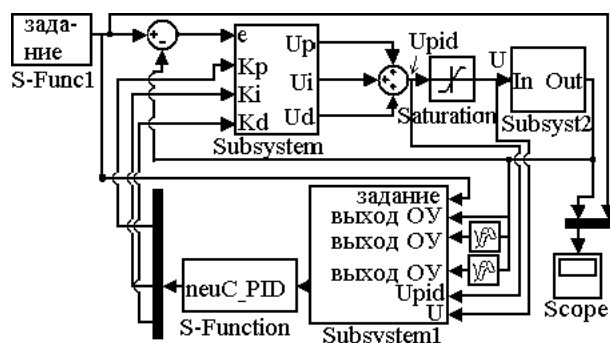 зада-
ние
S-Func1
e
Kp
Ki
Kd
Up
Ui
Ud
Subsystem
Upid
Saturation
U
In Out
Subsyst2
задание
выход ОУ
выход ОУ
выход ОУ
Upid
U
Subsystem1
neuC_PID
S-Function
Scope